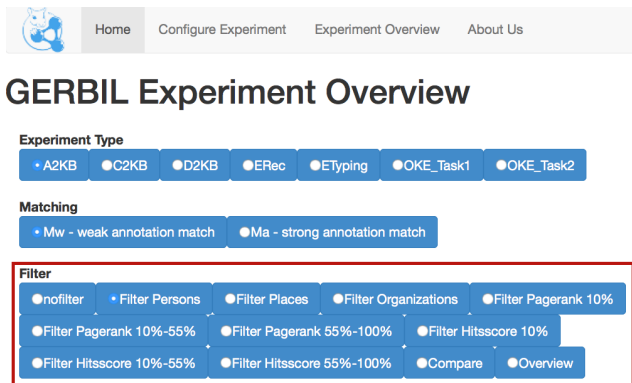 Home Configure Experiment Experiment Overview About Us
GERBIL Experiment Overview
Experiment Type
A2KB C2KB D2KB ERec ETyping OKE_Task1 OKE_Task2
Matching
Mw - weak annotation match Ma - strong annotation match
Filter
nofilter Filter Persons Filter Places Filter Organizations Filter Pagerank 10%
Filter Pagerank 10%-55% Filter Pagerank 55%-100% Filter Hitsscore 10%
Filter Hitsscore 10%-55% Filter Hitsscore 55%-100% Compare Overview